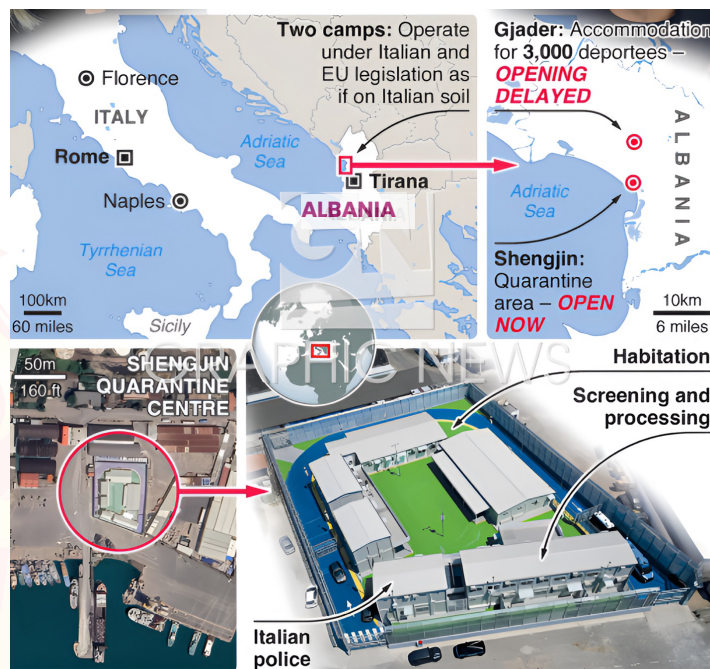 Two camps: Operate
under Italian and
EU legislation as
if on Italian soil
Florence
ITALY
Rome
Naples
Adriatic
Sea
Tirana
ALBANIA
Tyrrhenian
Sea
Sicily
100km
60 miles
Gjader: Accommodation
for 3,000 deportees –
OPENING
DELAYED
ALBANIA
Adriatic
Sea
Shengjin:
Quarantine
area – OPEN
NOW
10km
6 miles
GRAPHIC NEWS
50m
160 ft
SHENGJIN
QUARANTINE
CENTRE
Habitation
Screening and
processing
Italian
police